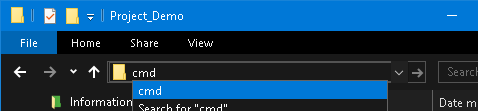 Project_Demo
File Home Share View
cmd Search
cmd
Information Search for "cmd" Date m